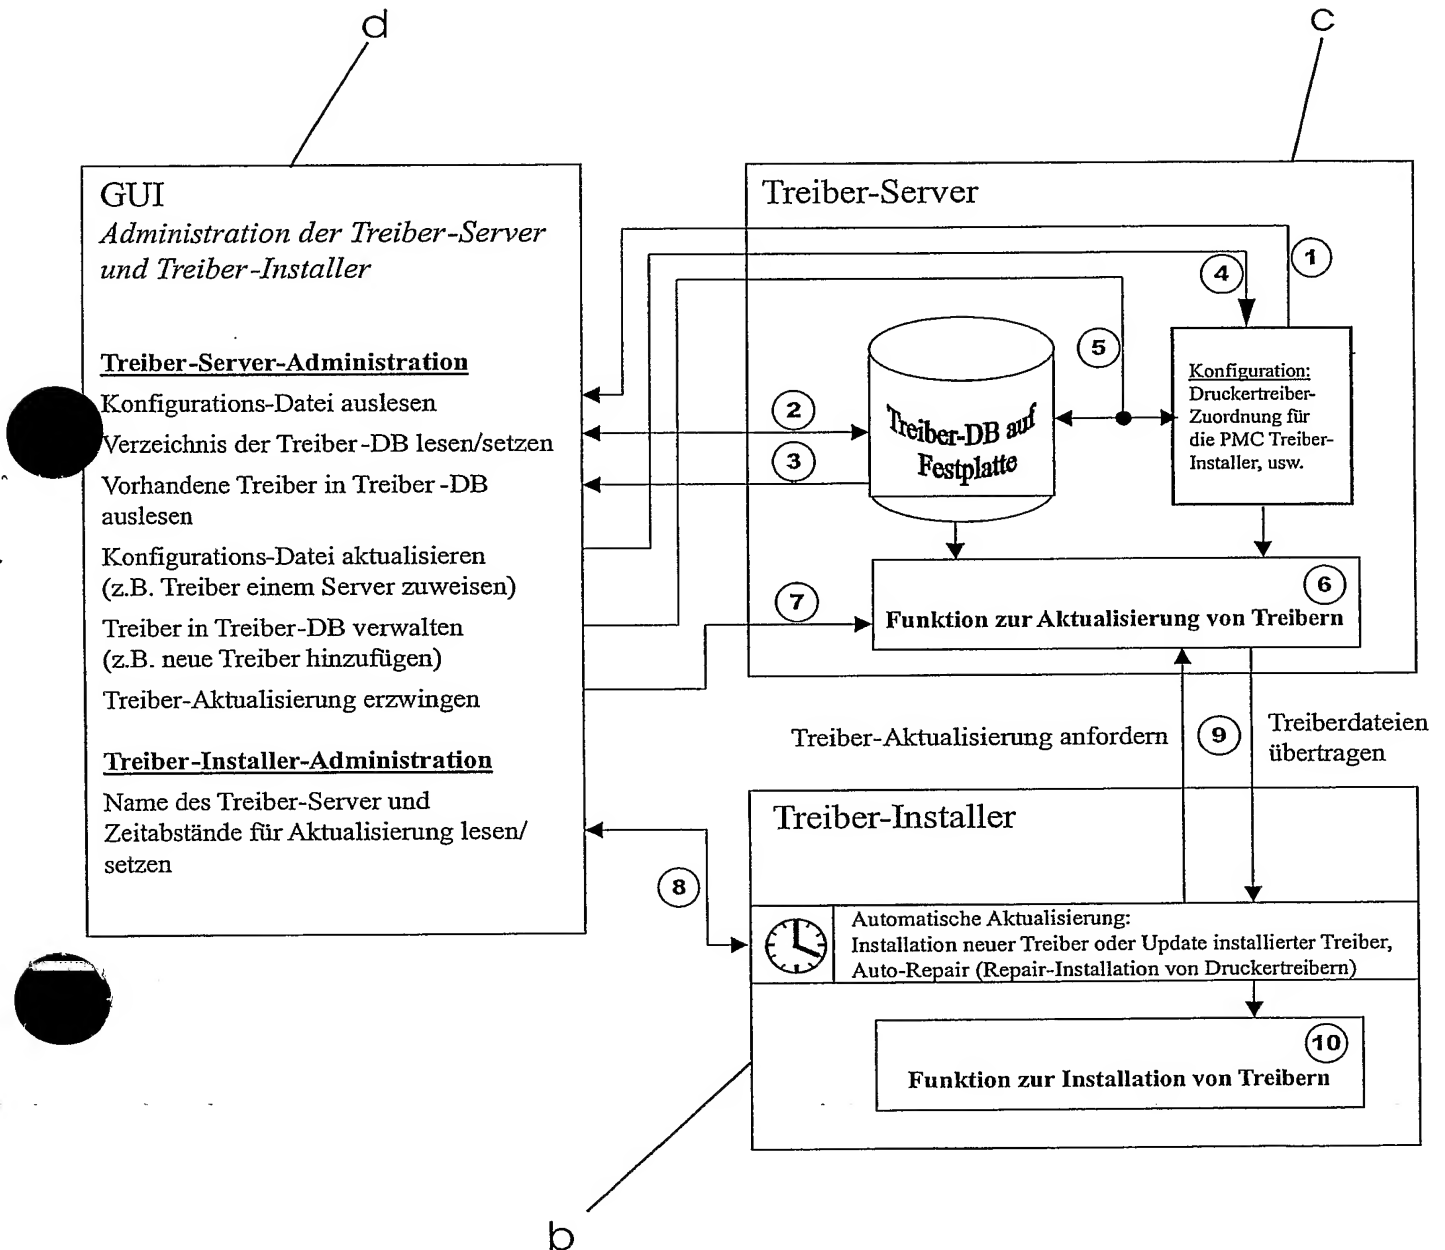 d
c
GUI
Administration der Treiber-Server
und Treiber-Installer
Treiber-Server-Administration
Konfigurations-Datei auslesen
Verzeichnis der Treiber-DB lesen/setzen
Vorhandene Treiber in Treiber-DB
auslesen
Konfigurations-Datei aktualisieren
(z.B. Treiber einem Server zuweisen)
Treiber in Treiber-DB verwalten
(z.B. neue Treiber hinzufügen)
Treiber-Aktualisierung erzwingen
Treiber-Installer-Administration
Name des Treiber-Server und
Zeitabstände für Aktualisierung lesen/
setzen
Treiber-Server
1
4
5
2
3
Treiber-DB auf
Festplatte
Konfiguration:
Druckertreiber-
Zuordnung für
die PMC Treiber-
Installer, usw.
6
7
Funktion zur Aktualisierung von Treibern
Treiber-Aktualisierung anfordern
9
Treiberdateien
übertragen
Treiber-Installer
8
Automatische Aktualisierung:
Installation neuer Treiber oder Update installierter Treiber,
Auto-Repair (Repair-Installation von Druckertreibern)
10
Funktion zur Installation von Treibern
b